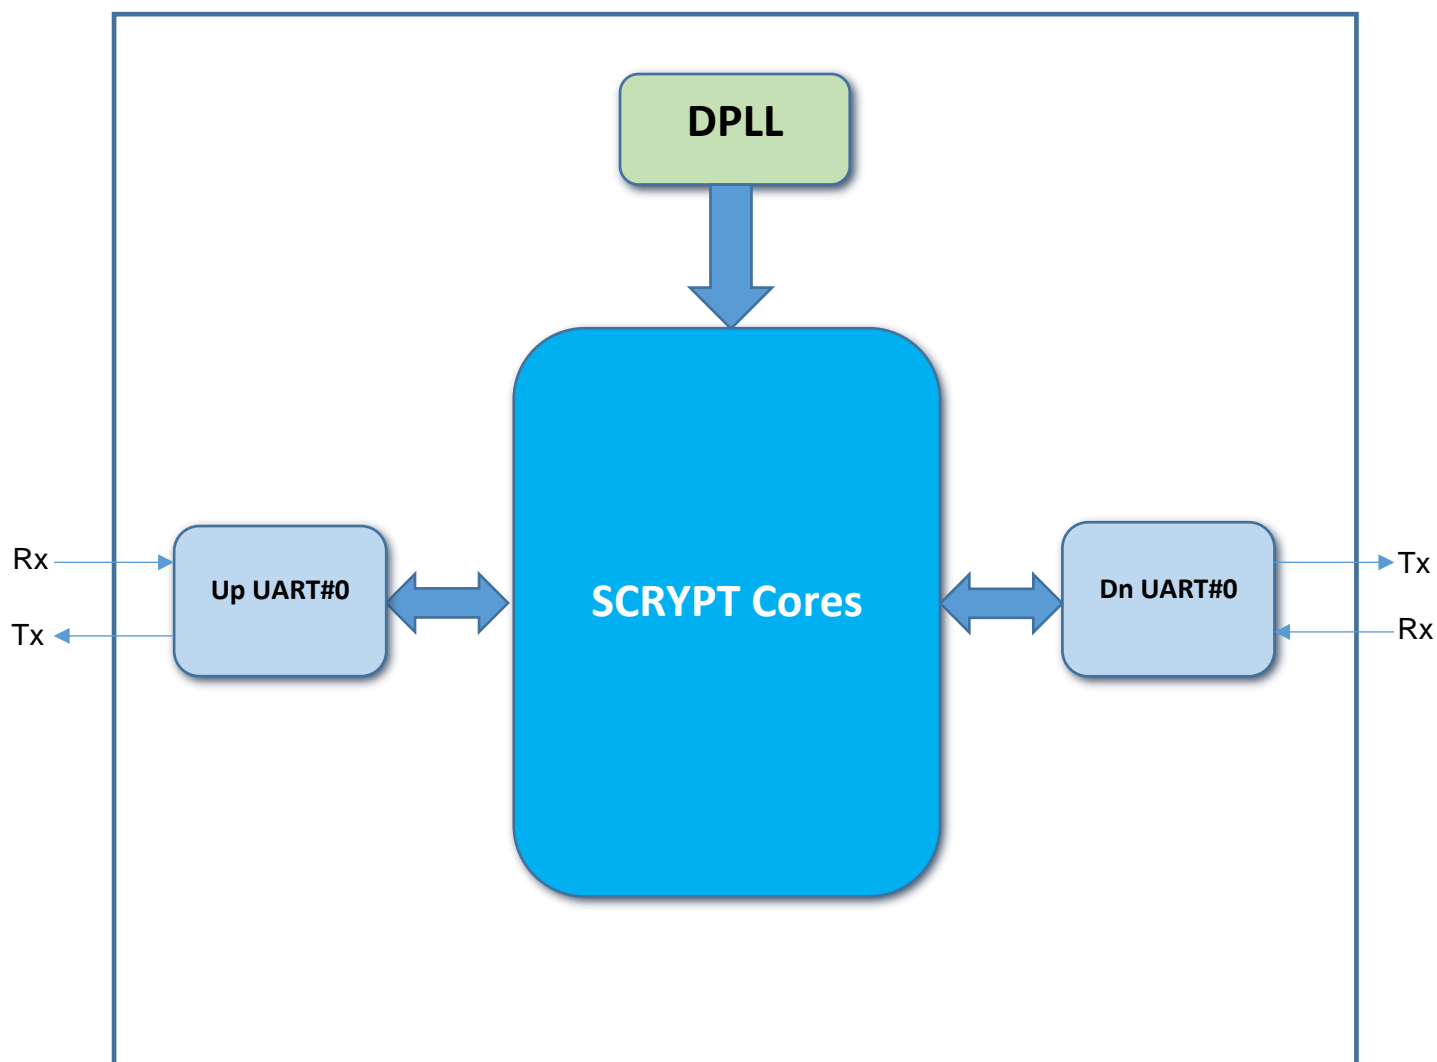 DPLL
Rx
Up UART#0
Tx
SCRYPT Cores
Dn UART#0
Tx
Rx